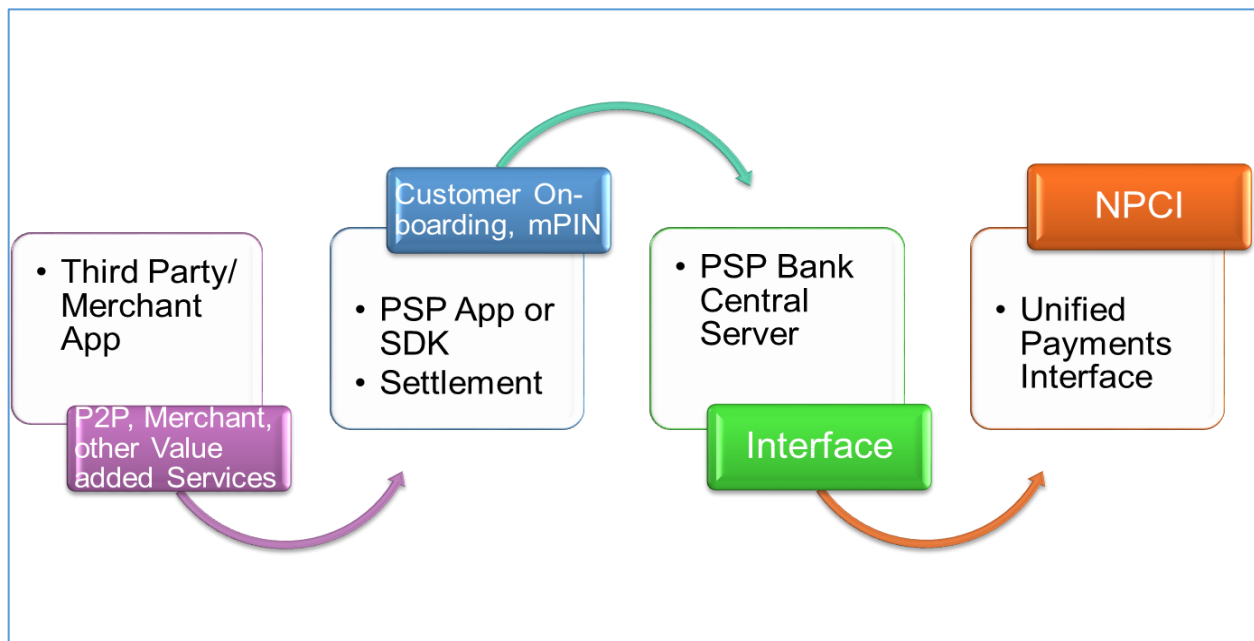 • Third Party/
Merchant
App
P2P, Merchant,
other Value
added Services
Customer On-
boarding, mPIN
• PSP App or
SDK
• Settlement
• PSP Bank
Central
Server
Interface
NPCI
• Unified
Payments
Interface